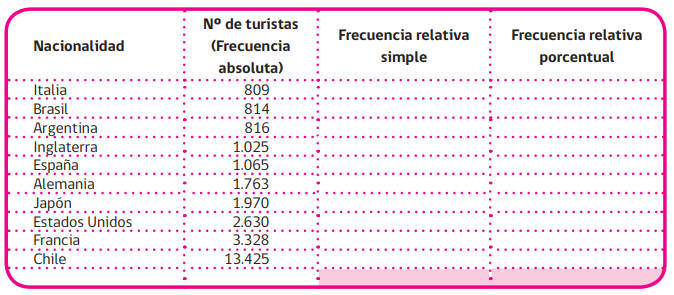 Nacionalidad Nº de turistas (Frecuencia absoluta) Frecuencia relativa simple Frecuencia relativa porcentual
Italia 809
Brasil 814
Argentina 816
Inglaterra 1.025
España 1.065
Alemania 1.763
Japón 1.970
Estados Unidos 2.630
Francia 3.328
Chile 13.425